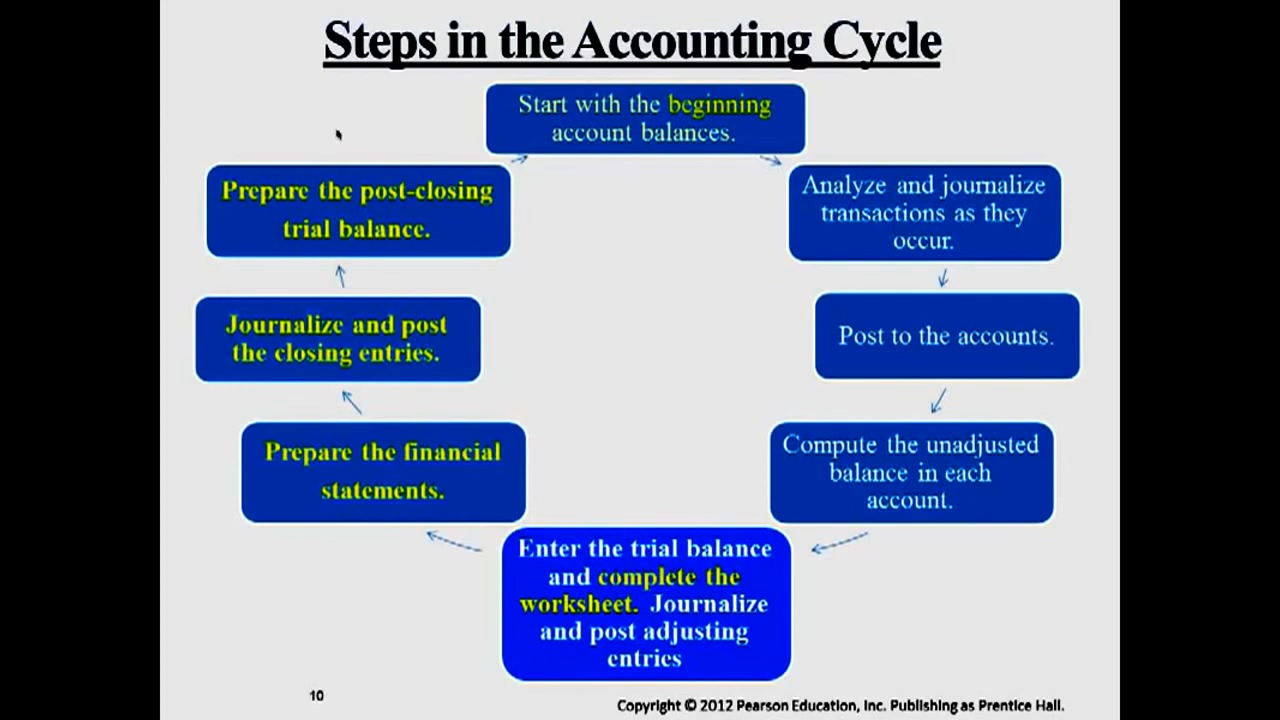 Steps in the Accounting Cycle
Start with the beginning
account balances.
Analyze and journalize
transactions as they
occur.
Post to the accounts.
Compute the unadjusted
balance in each
account.
Enter the trial balance
and complete the
worksheet. Journalize
and post adjusting
entries
Prepare the financial
statements.
Journalize and post
the closing entries.
Prepare the post-closing
trial balance.
10
Copyright © 2012 Pearson Education, Inc. Publishing as Prentice Hall.